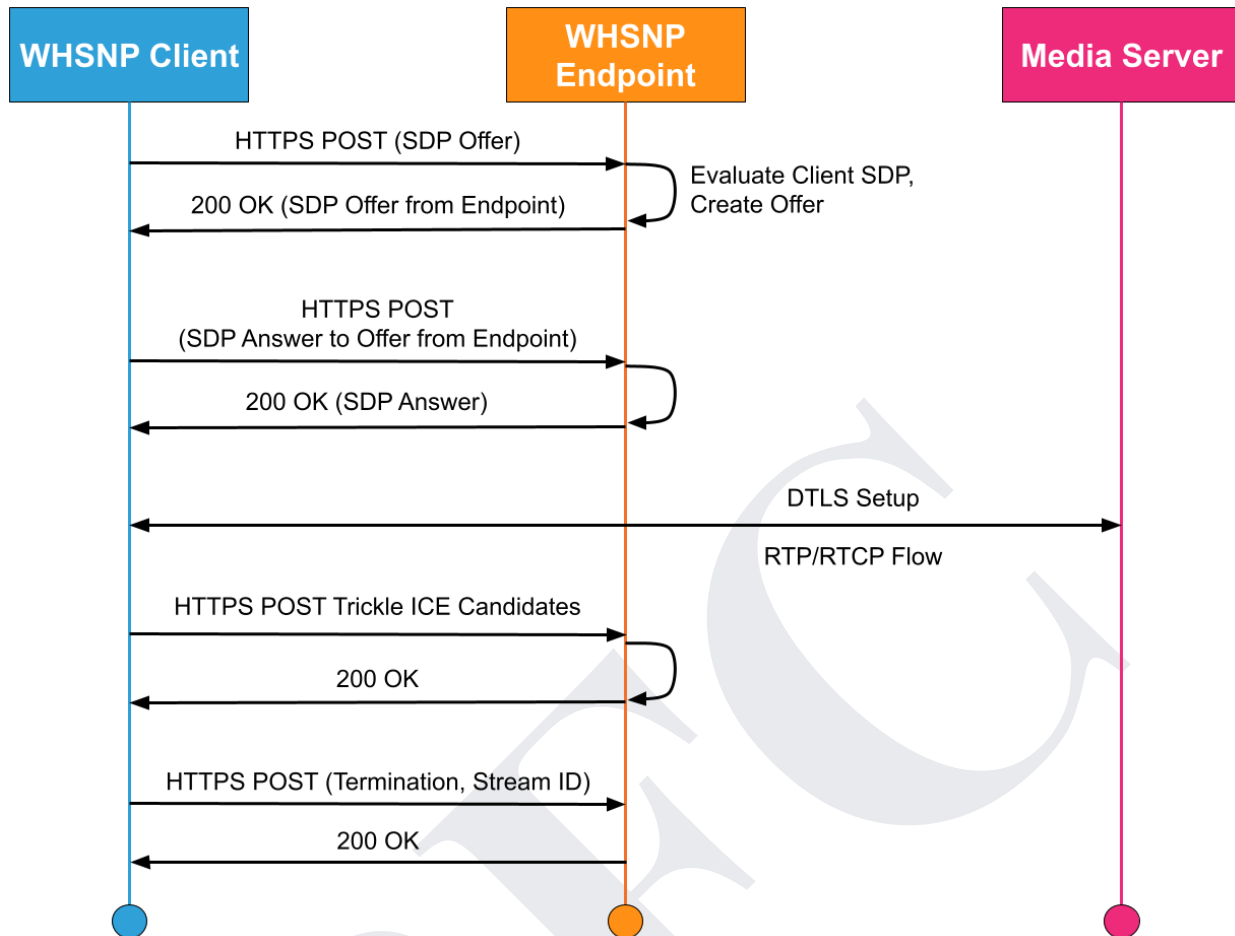 WHSNP Client
WHSNP
Endpoint
Media Server
HTTPS POST (SDP Offer)
Evaluate Client SDP,
Create Offer
200 OK (SDP Offer from Endpoint)
HTTPS POST
(SDP Answer to Offer from Endpoint)
200 OK (SDP Answer)
DTLS Setup
RTP/RTCP Flow
HTTPS POST Trickle ICE Candidates
200 OK
HTTPS POST (Termination, Stream ID)
200 OK